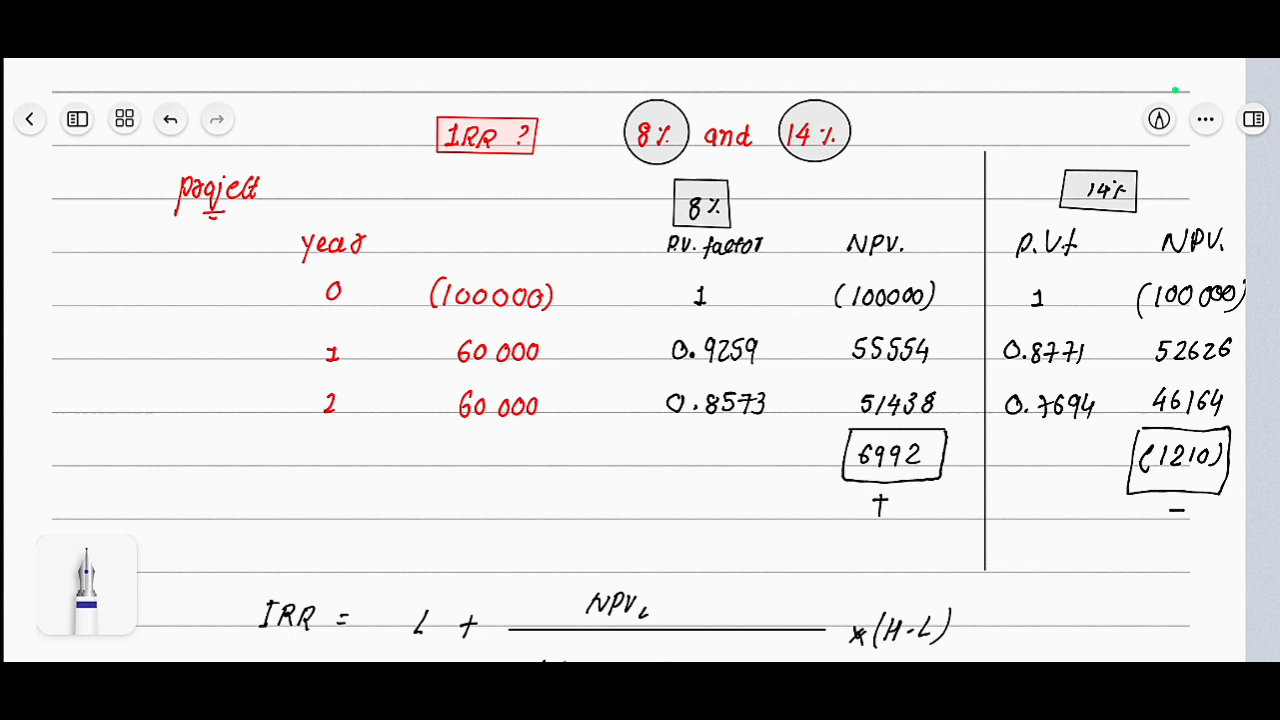 IRR ? 8% and 14%
project
8% 14%
year P.V. factor NPV. P.V.f NPV.
0 (100000) 1 (100000) 1 (100000)
1 60 000 0.9259 55554 0.8771 52626
2 60 000 0.8573 51438 0.7694 46164
6992 (1210)
+ -
NPVL
IRR = L + * (H-L)